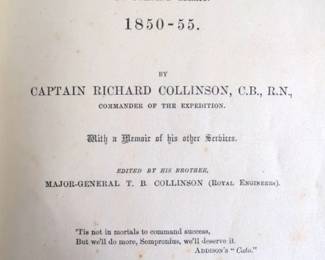 1850-55.
BY
CAPTAIN RICHARD COLLINSON, C.B., R.N.,
COMMANDER OF THE EXPEDITION.
With a Memoir of his other Services.
EDITED BY HIS BROTHER,
MAJOR-GENERAL T. B. COLLINSON (ROYAL ENGINEERS).
'Tis not in mortals to command success,
But we'll do more, Sempronius, we'll deserve it.
ADDISON'S "Cato."